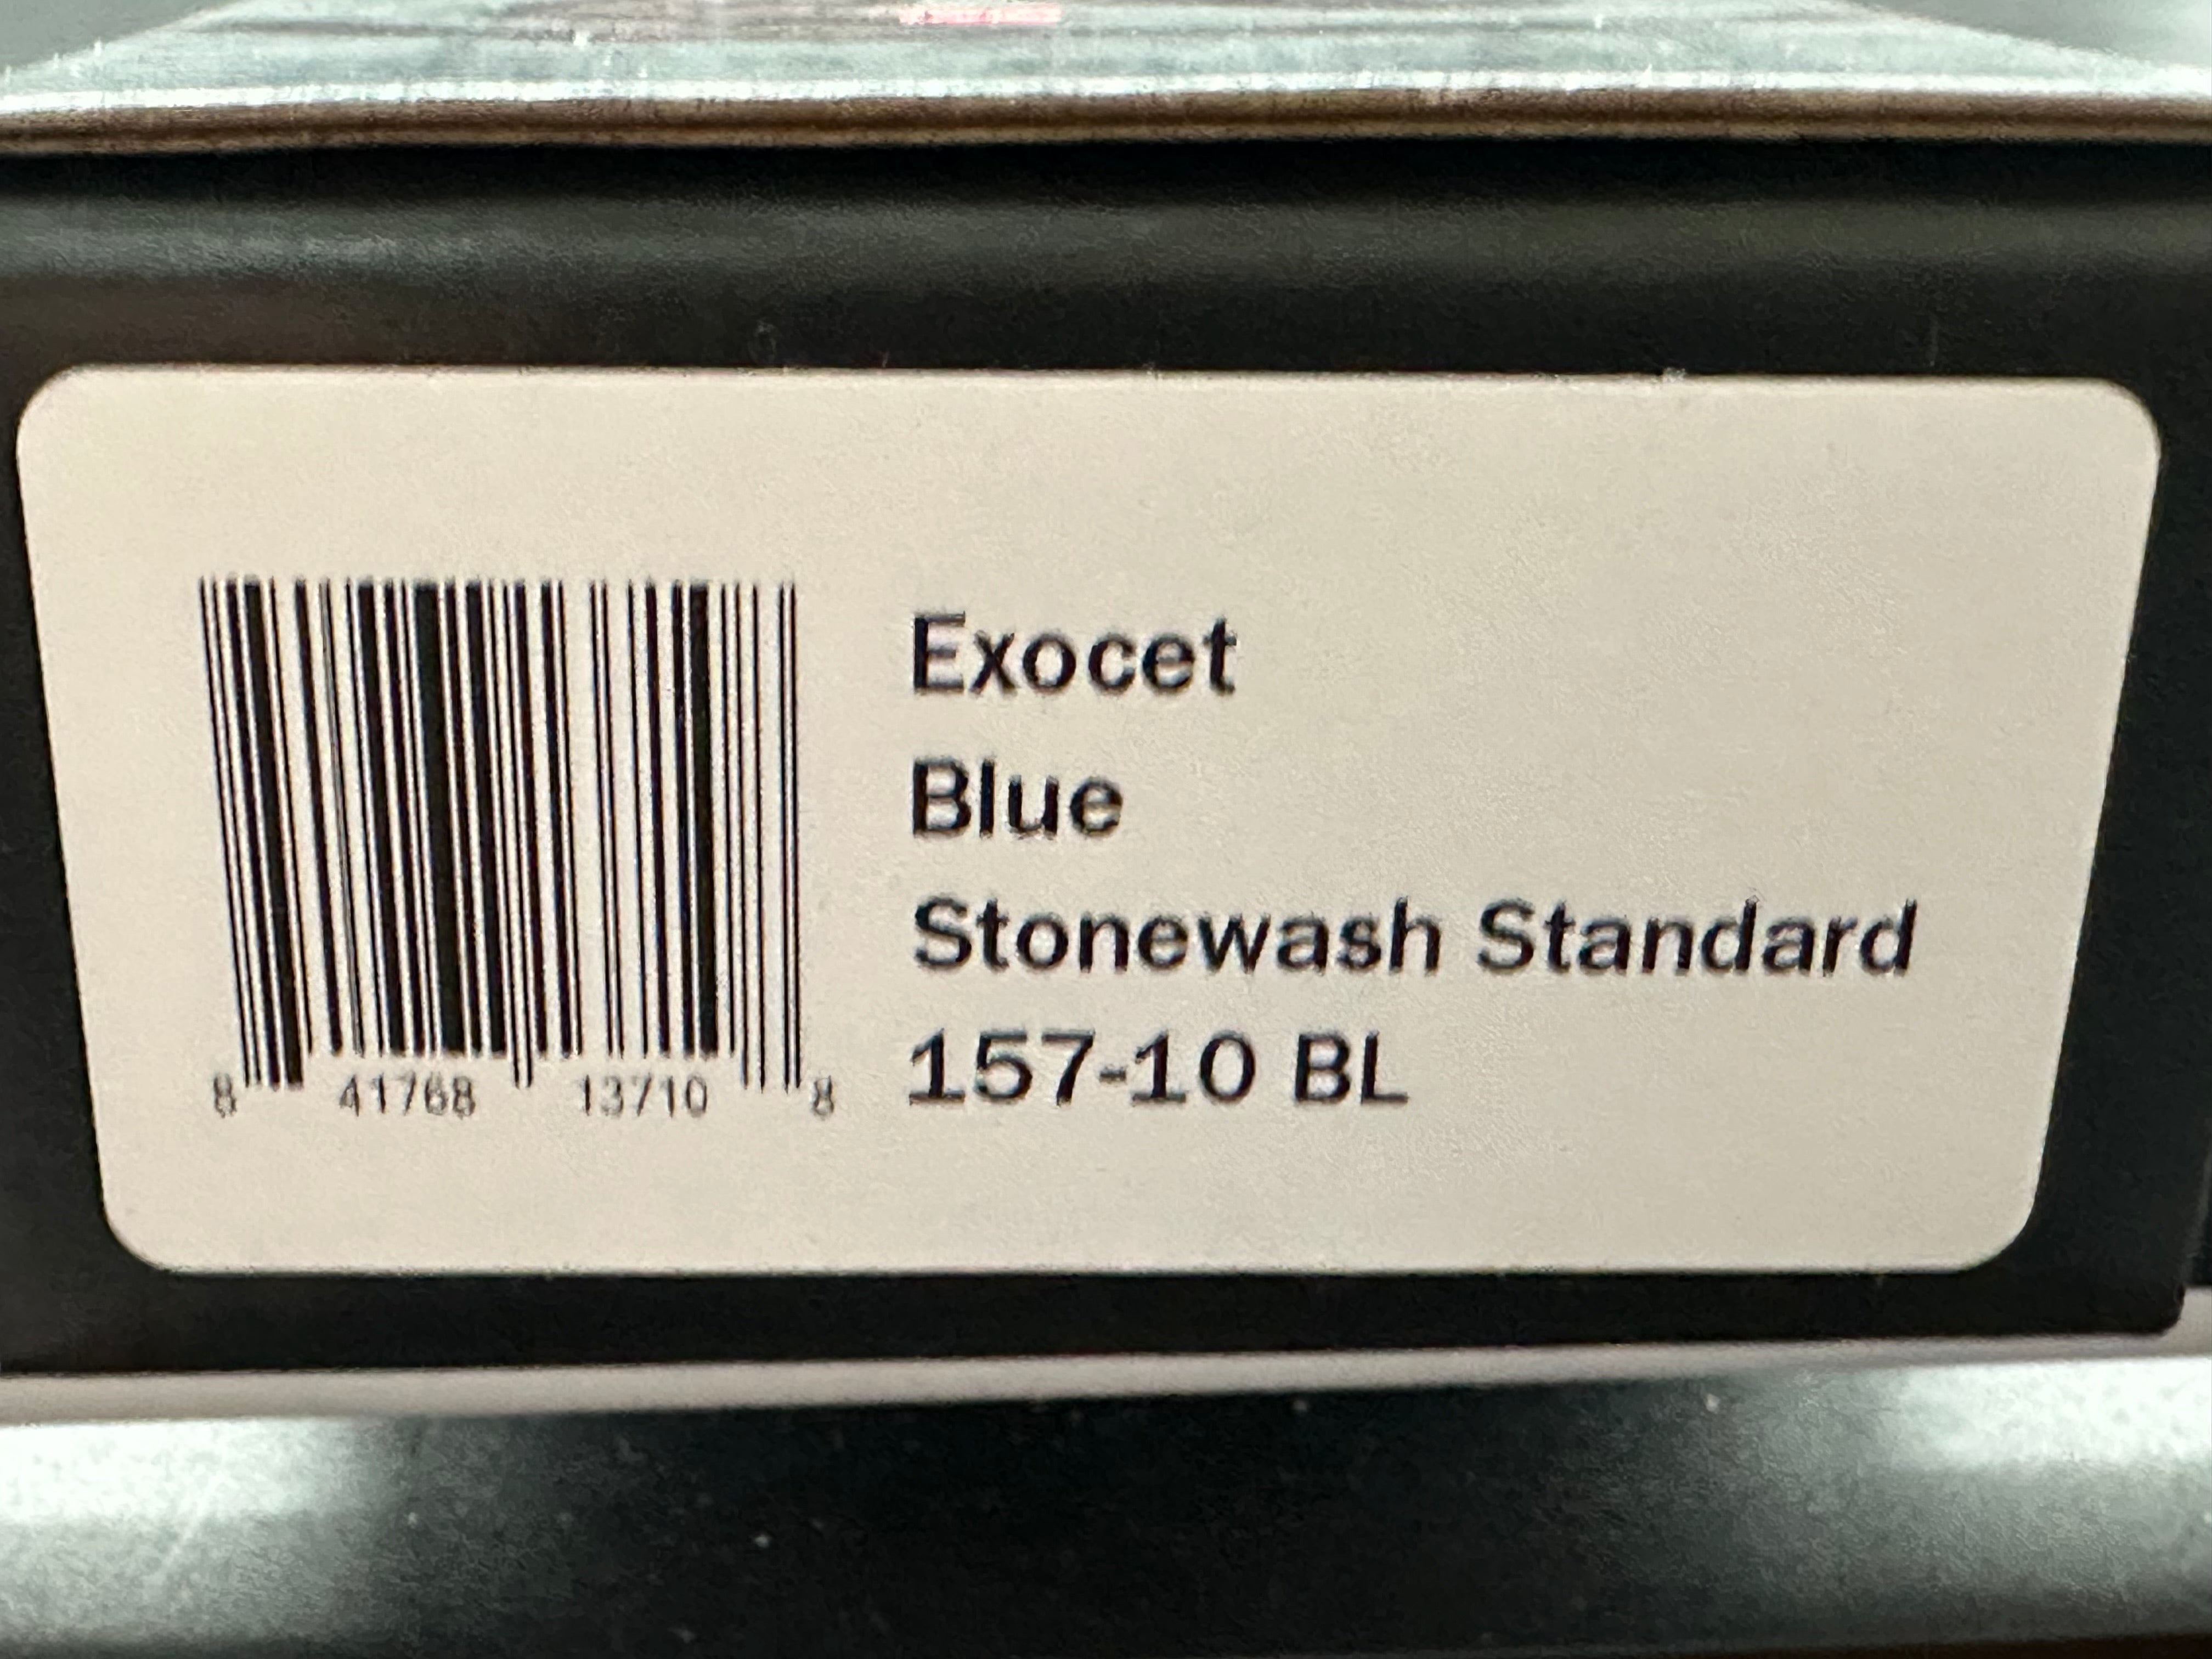 Exocet
Blue
Stonewash Standard
157-10 BL
8 41768 13710 8